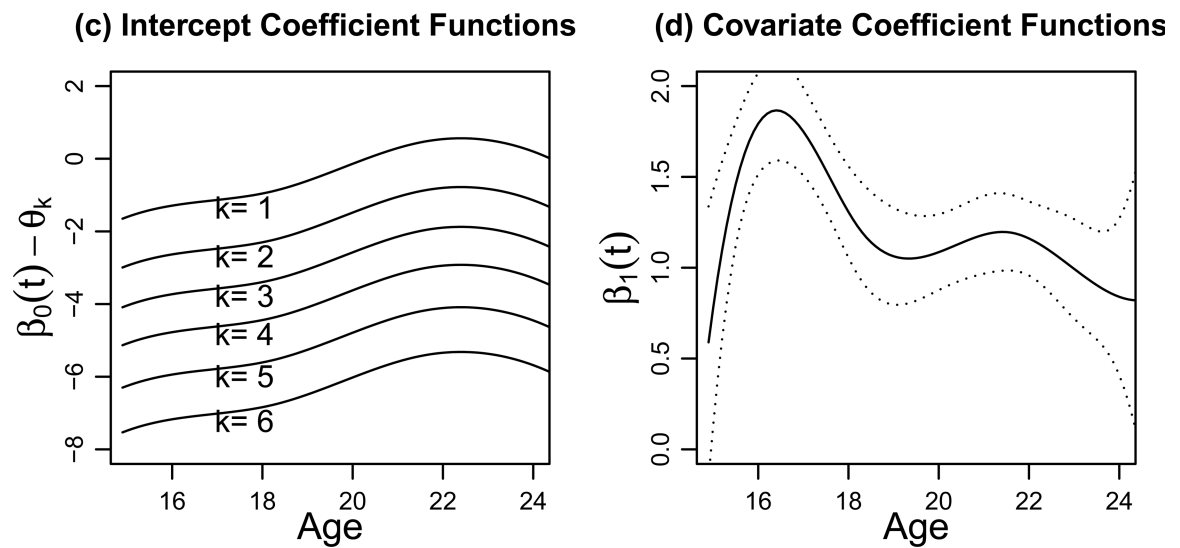 (c) Intercept Coefficient Functions
β₀(t) − θₖ
2
0
−2
−4
−6
−8
k= 1
k= 2
k= 3
k= 4
k= 5
k= 6
16 18 20 22 24
Age
(d) Covariate Coefficient Functions
β₁(t)
2.0
1.5
1.0
0.5
0.0
16 18 20 22 24
Age